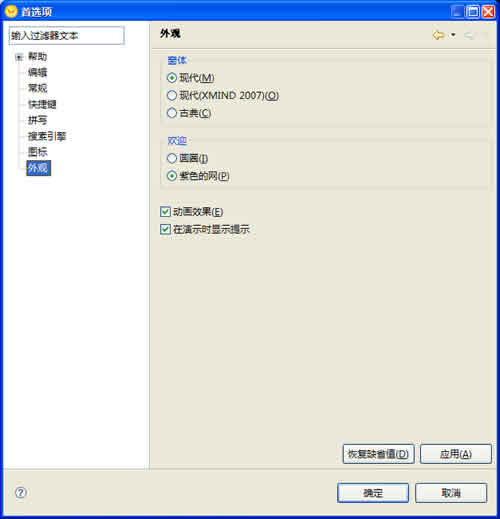 首选项
输入过滤器文本
帮助
编辑
常规
快捷键
拼写
搜索引擎
图标
外观
外观
窗体
现代(M)
现代(XMIND 2007)(O)
古典(C)
欢迎
圆圈(I)
紫色的网(P)
动画效果(E)
在演示时显示提示
恢复缺省值(D) 应用(A)
确定 取消